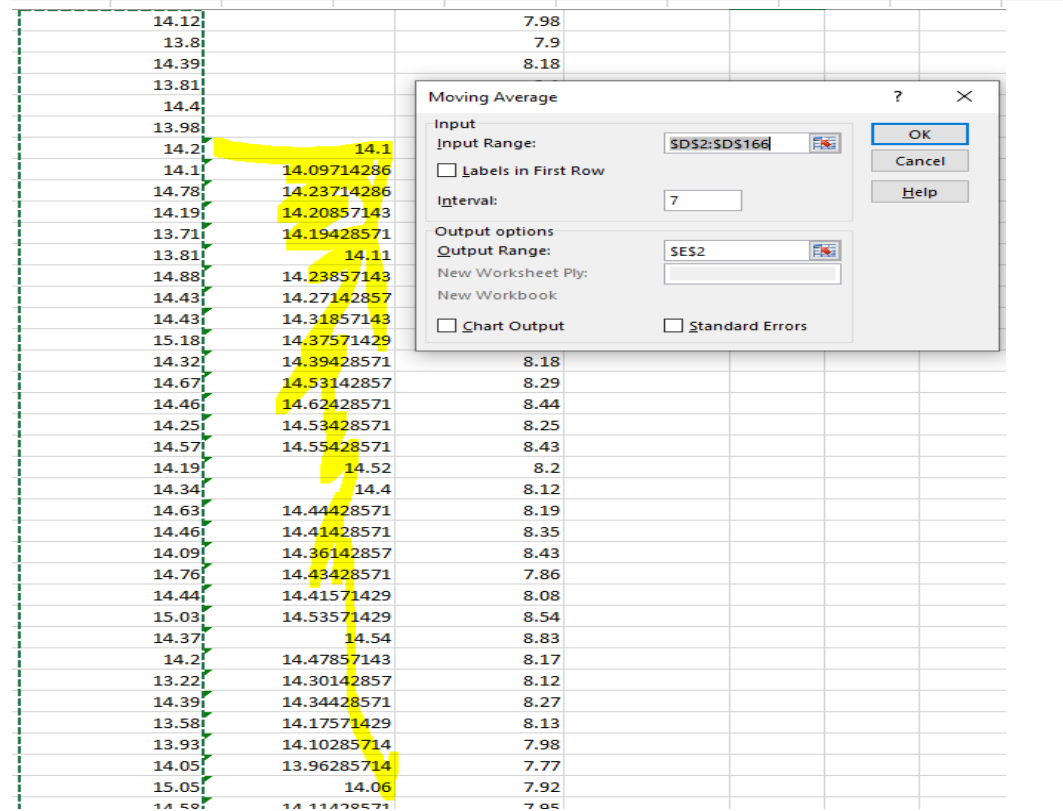 14.12 7.98
13.8 7.9
14.39 8.18
13.81
14.4
13.98
14.2 14.1
14.1 14.09714286
14.78 14.23714286
14.19 14.20857143
13.71 14.19428571
13.81 14.11
14.88 14.23857143
14.43 14.27142857
14.43 14.31857143
15.18 14.37571429
14.32 14.39428571 8.18
14.67 14.53142857 8.29
14.46 14.62428571 8.44
14.25 14.53428571 8.25
14.57 14.55428571 8.43
14.19 14.52 8.2
14.34 14.4 8.12
14.63 14.44428571 8.19
14.46 14.41428571 8.35
14.09 14.36142857 8.43
14.76 14.43428571 7.86
14.44 14.41571429 8.08
15.03 14.53571429 8.54
14.37 14.54 8.83
14.2 14.47857143 8.17
13.22 14.30142857 8.12
14.39 14.34428571 8.27
13.58 14.17571429 8.13
13.93 14.10285714 7.98
14.05 13.96285714 7.77
15.05 14.06 7.92
14.58 14.11428571 7.95
Moving Average ?
Input
Input Range: $D$2:$D$166 OK
Labels in First Row Cancel
Interval: 7 Help
Output options
Output Range: $E$2
New Worksheet Ply:
New Workbook
Chart Output Standard Errors